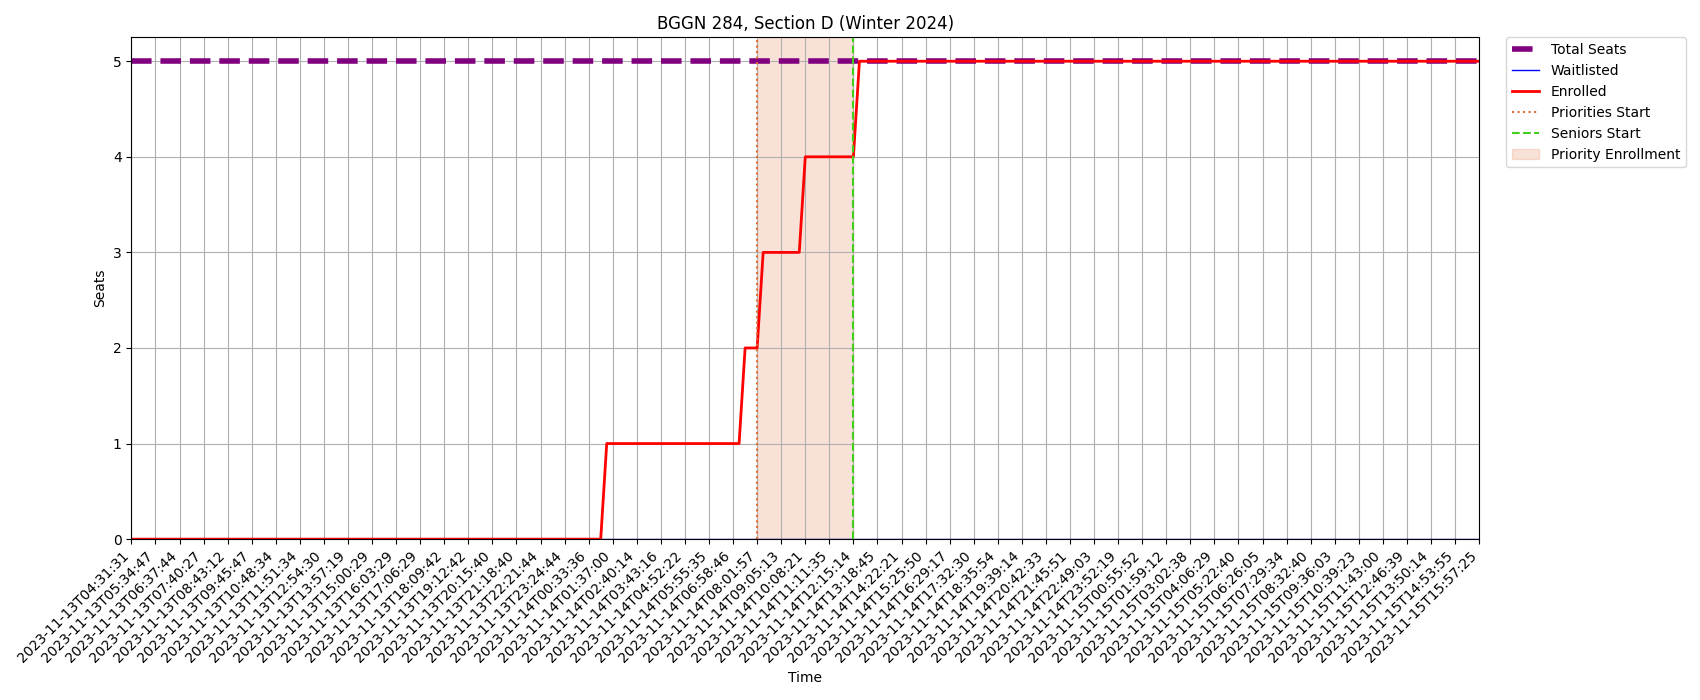 BGGN 284, Section D (Winter 2024)
Total Seats
Waitlisted
Enrolled
Priorities Start
Seniors Start
Priority Enrollment
Seats
5
4
3
2
1
0
2023-11-13T04:31:31
2023-11-13T05:34:47
2023-11-13T06:37:44
2023-11-13T07:40:27
2023-11-13T08:43:12
2023-11-13T09:45:47
2023-11-13T10:48:34
2023-11-13T11:51:34
2023-11-13T12:54:30
2023-11-13T13:57:19
2023-11-13T15:00:29
2023-11-13T16:03:29
2023-11-13T17:06:29
2023-11-13T18:09:42
2023-11-13T19:12:42
2023-11-13T20:15:40
2023-11-13T21:18:40
2023-11-13T22:21:44
2023-11-13T23:24:44
2023-11-14T00:33:36
2023-11-14T01:37:00
2023-11-14T02:40:14
2023-11-14T03:43:16
2023-11-14T04:52:22
2023-11-14T05:55:35
2023-11-14T06:58:46
2023-11-14T08:01:57
2023-11-14T09:05:13
2023-11-14T10:08:21
2023-11-14T11:11:35
2023-11-14T12:15:14
2023-11-14T13:18:45
2023-11-14T14:22:21
2023-11-14T15:25:50
2023-11-14T16:29:17
2023-11-14T17:32:30
2023-11-14T18:35:54
2023-11-14T19:39:14
2023-11-14T20:42:33
2023-11-14T21:45:51
2023-11-14T22:49:03
2023-11-14T23:52:19
2023-11-15T00:55:52
2023-11-15T01:59:12
2023-11-15T03:02:38
2023-11-15T04:06:29
2023-11-15T05:22:40
2023-11-15T06:26:05
2023-11-15T07:29:34
2023-11-15T08:32:40
2023-11-15T09:36:03
2023-11-15T10:39:23
2023-11-15T11:43:00
2023-11-15T12:46:39
2023-11-15T13:50:14
2023-11-15T14:53:55
2023-11-15T15:57:25
Time